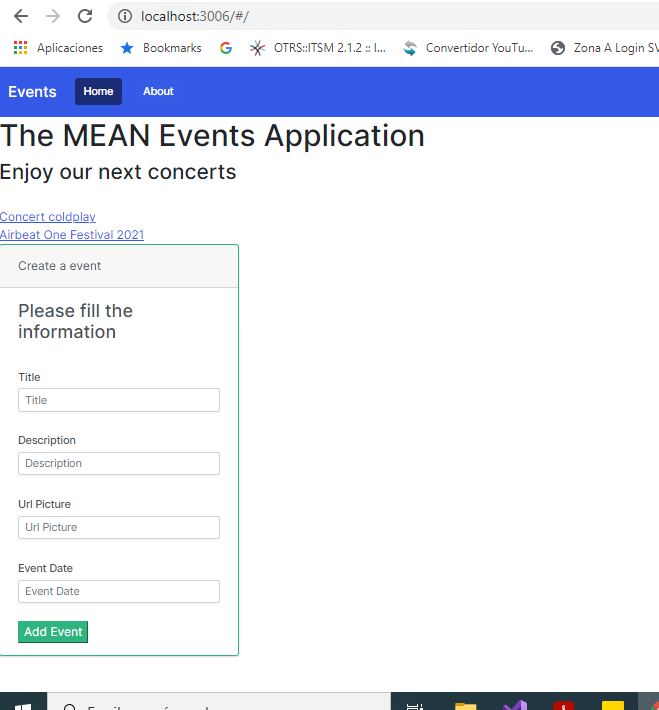 localhost:3006/#/
Aplicaciones Bookmarks OTRS::ITSM 2.1.2 :: I... Convertidor YouTu... Zona A Login SV
Events Home About
The MEAN Events Application
Enjoy our next concerts
Concert coldplay
Airbeat One Festival 2021
Create a event
Please fill the
information
Title
Title
Description
Description
Url Picture
Url Picture
Event Date
Event Date
Add Event